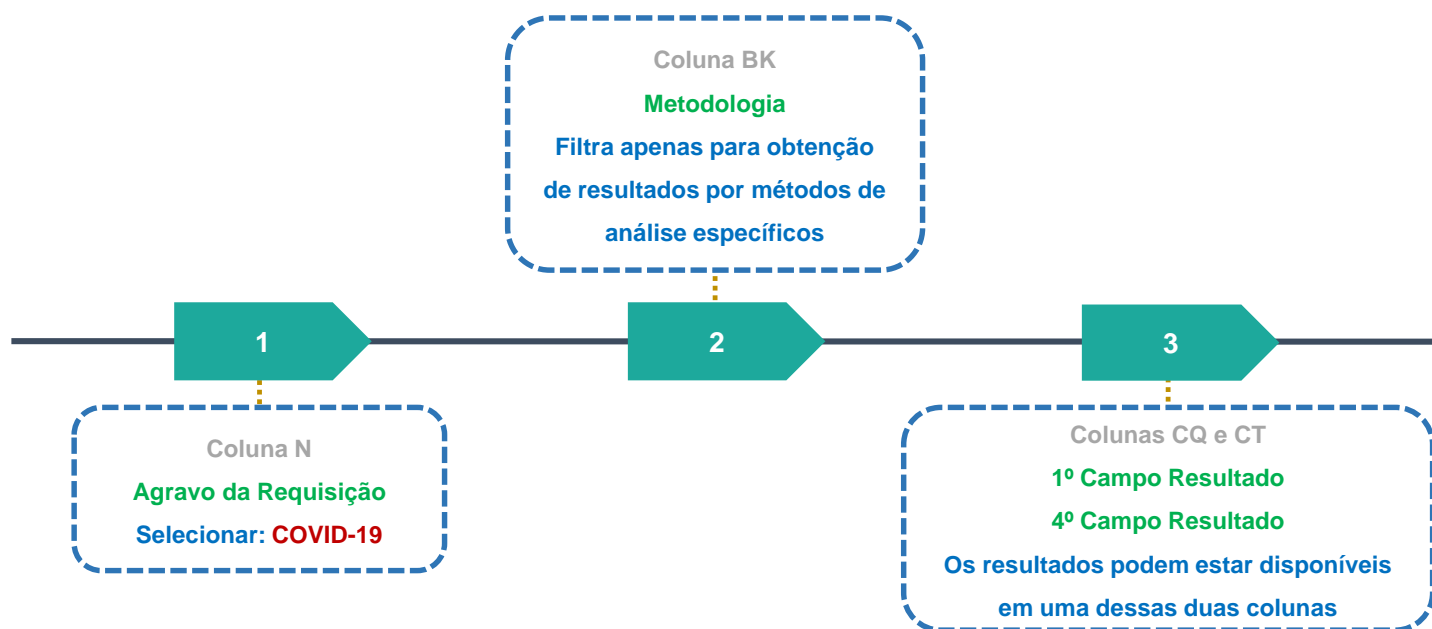 Coluna BK
Metodologia
Filtra apenas para obtenção
de resultados por métodos de
análise específicos
1
2
3
Coluna N
Agravo da Requisição
Selecionar: COVID-19
Colunas CQ e CT
1º Campo Resultado
4º Campo Resultado
Os resultados podem estar disponíveis
em uma dessas duas colunas